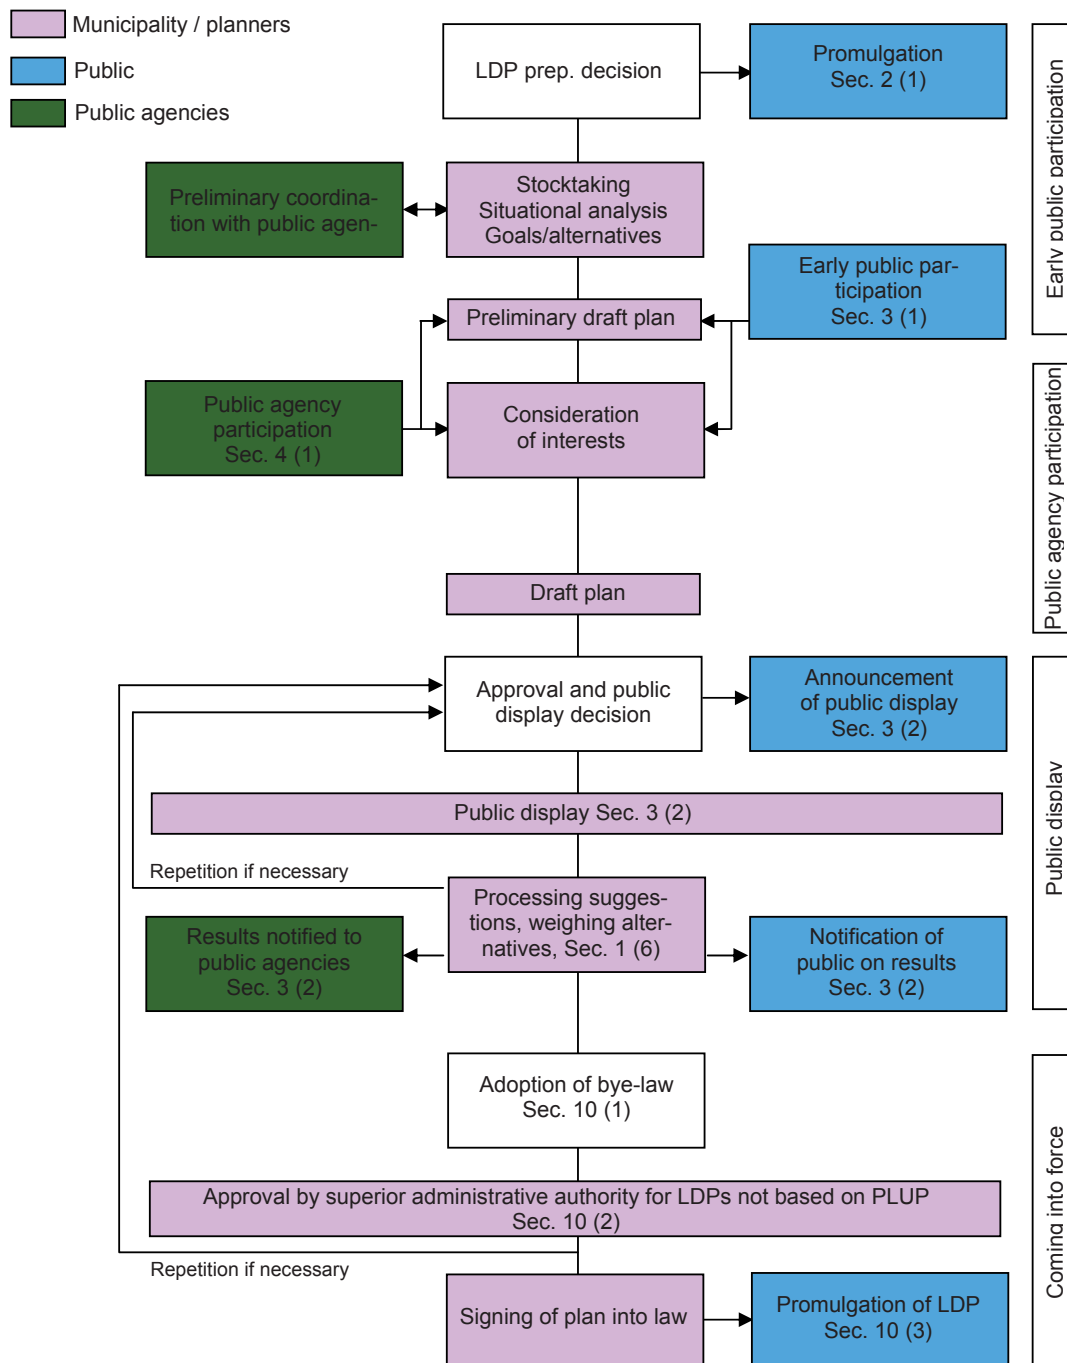 Municipality / planners
Public
Public agencies
LDP prep. decision
Promulgation
Sec. 2 (1)
Early public participation
Preliminary coordina-
tion with public agen-
Stocktaking
Situational analysis
Goals/alternatives
Early public par-
ticipation
Sec. 3 (1)
Preliminary draft plan
Public agency
participation
Sec. 4 (1)
Consideration
of interests
Public agency participation
Draft plan
Approval and public
display decision
Announcement
of public display
Sec. 3 (2)
Public display
Public display Sec. 3 (2)
Repetition if necessary
Processing sugges-
tions, weighing alter-
natives, Sec. 1 (6)
Results notified to
public agencies
Sec. 3 (2)
Notification of
public on results
Sec. 3 (2)
Adoption of bye-law
Sec. 10 (1)
Coming into force
Approval by superior administrative authority for LDPs not based on PLUP
Sec. 10 (2)
Repetition if necessary
Signing of plan into law
Promulgation of LDP
Sec. 10 (3)